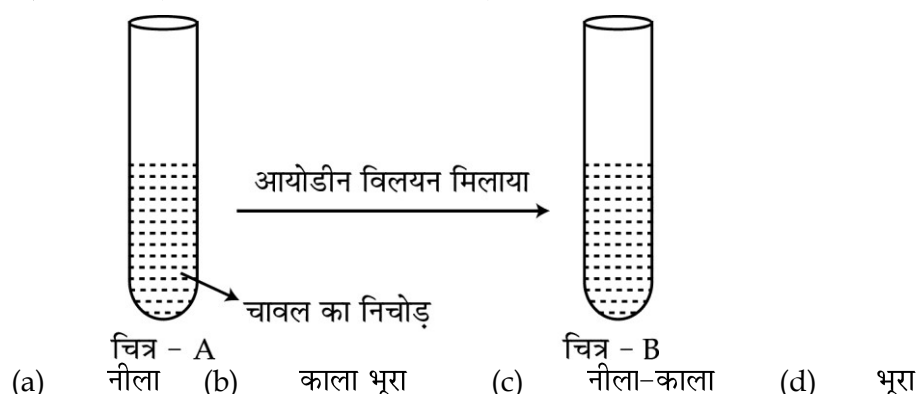 आयोडीन विलयन मिलाया
चावल का निचोड़
चित्र - A चित्र - B
(a) नीला (b) काला भूरा (c) नीला-काला (d) भूरा